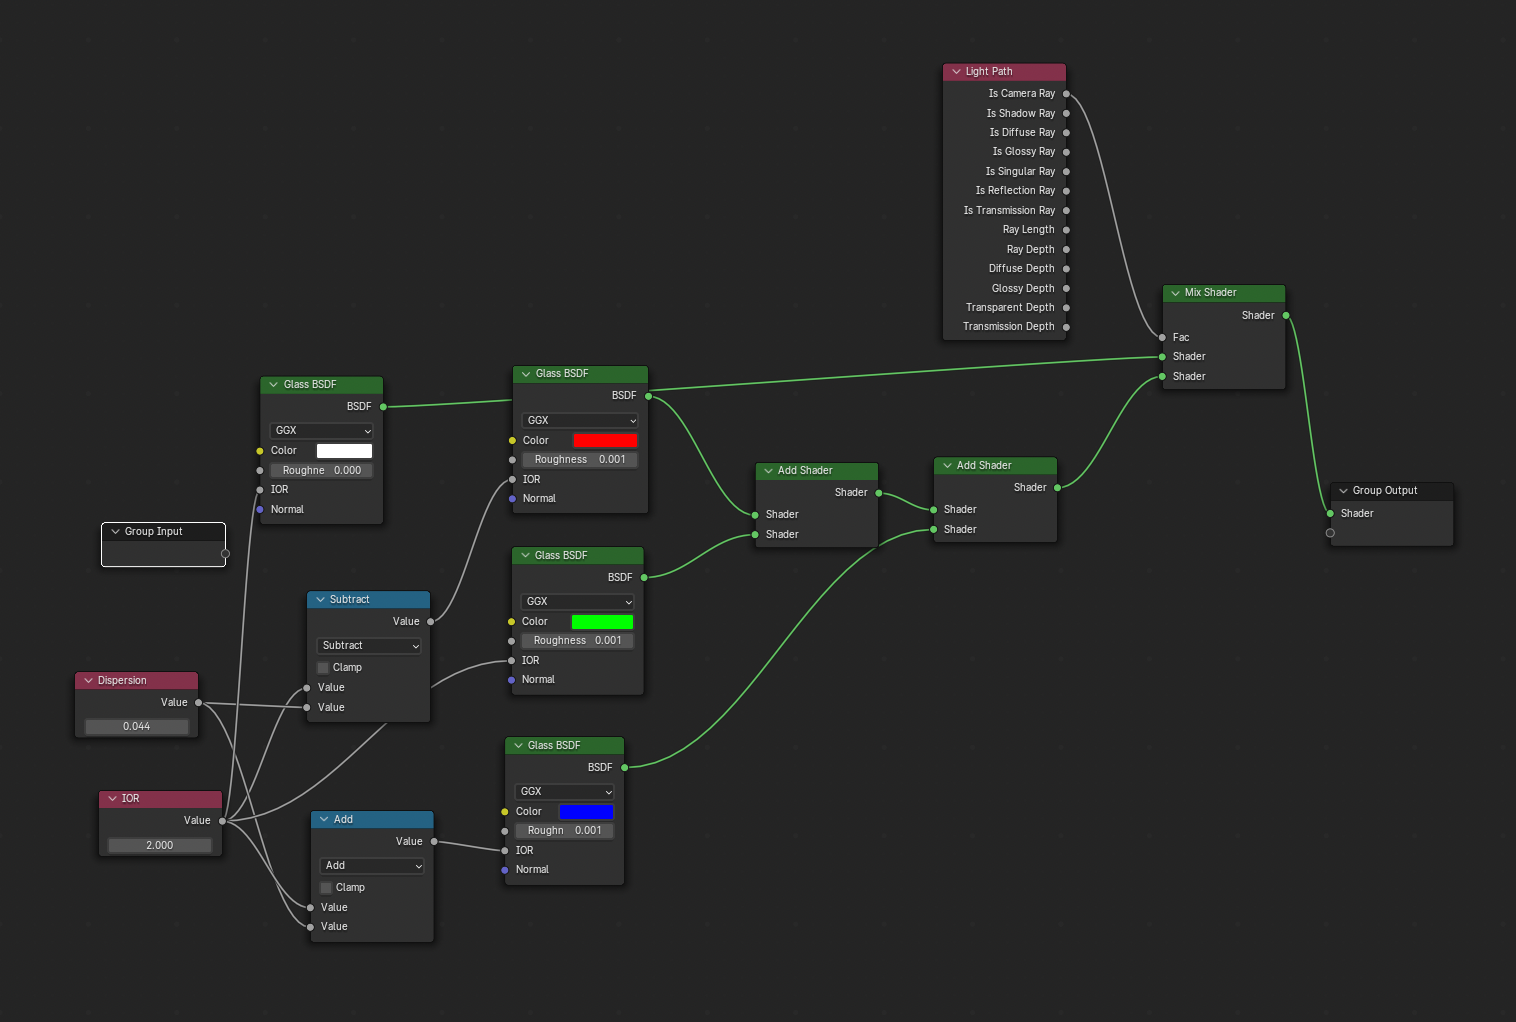 Light Path
Is Camera Ray
Is Shadow Ray
Is Diffuse Ray
Is Glossy Ray
Is Singular Ray
Is Reflection Ray
Is Transmission Ray
Ray Length
Ray Depth
Diffuse Depth
Glossy Depth
Transparent Depth
Transmission Depth
Mix Shader
Shader
Fac
Shader
Shader
Glass BSDF
BSDF
GGX
Color
Roughne 0.000
IOR
Normal
Glass BSDF
BSDF
GGX
Color
Roughness 0.001
IOR
Normal
Add Shader
Shader
Shader
Shader
Add Shader
Shader
Shader
Shader
Group Output
Shader
Group Input
Glass BSDF
BSDF
GGX
Color
Roughness 0.001
IOR
Normal
Subtract
Value
Subtract
Clamp
Value
Value
Dispersion
Value
0.044
Glass BSDF
BSDF
GGX
Color
Roughn 0.001
IOR
Normal
IOR
Value
2.000
Add
Value
Add
Clamp
Value
Value